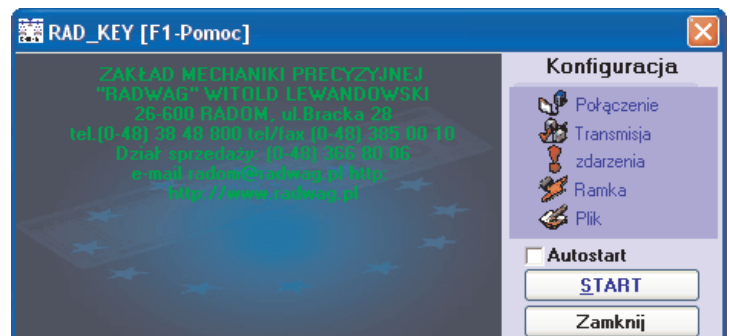 RAD_KEY [F1-Pomoc]
ZAKŁAD MECHANIKI PRECYZYJNEJ
"RADWAG" WITOLD LEWANDOWSKI
26-600 RADOM, ul.Bracka 28
tel.(0-48) 38 48 800 tel/fax (0-48) 385 00 10
Dział sprzedaży: (0-48) 366 80 06
e-mail radom@radwag.pl http:
http://www.radwag.pl
Konfiguracja
Połączenie
Transmisja
zdarzenia
Ramka
Plik
Autostart
START
Zamknij